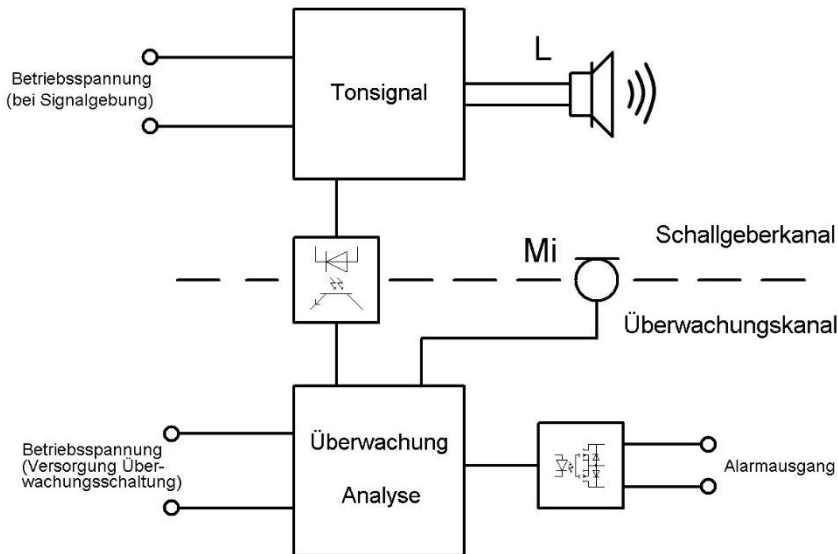 Betriebsspannung
(bei Signalgebung)
Tonsignal
L
Mi
Schallgeberkanal
Überwachungskanal
Betriebsspannung
(Versorgung Über-
wachungsschaltung)
Überwachung
Analyse
Alarmausgang